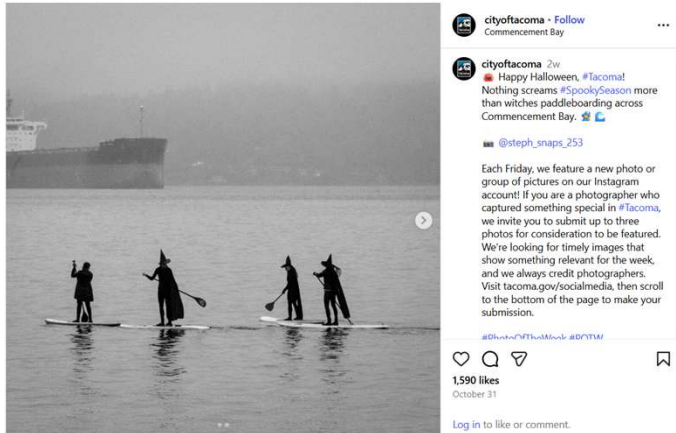 cityoftacoma • Follow
Commencement Bay
cityoftacoma 2w
Happy Halloween, #Tacoma!
Nothing screams #SpookySeason more
than witches paddleboarding across
Commencement Bay.
@steph_snaps_253
Each Friday, we feature a new photo or
group of pictures on our Instagram
account! If you are a photographer who
captured something special in #Tacoma,
we invite you to submit up to three
photos for consideration to be featured.
We're looking for timely images that
show something relevant for the week,
and we always credit photographers.
Visit tacoma.gov/socialmedia, then scroll
to the bottom of the page to make your
submission.
#PhotoOfTheWeek #POTW
1,590 likes
October 31
Log in to like or comment.